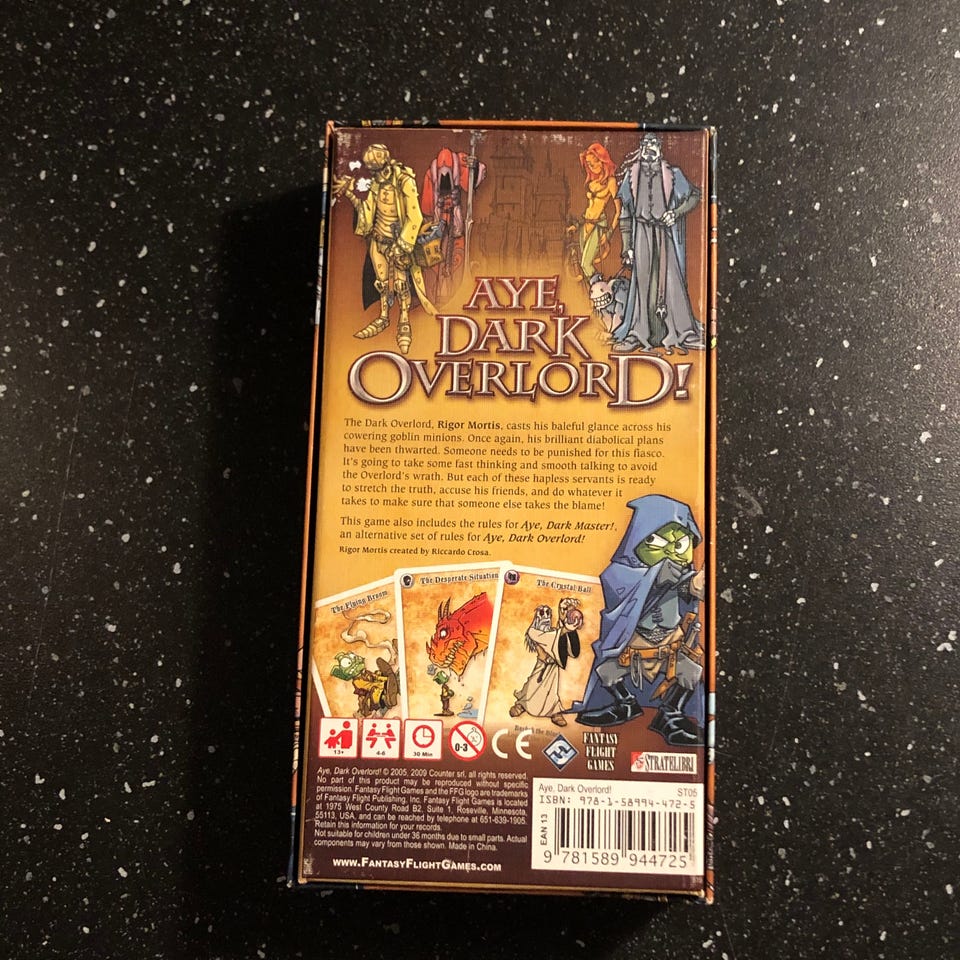 AYE,
DARK
OVERLORD!
The Dark Overlord, Rigor Mortis, casts his baleful glance across his
cowering goblin minions. Once again, his brilliant diabolical plans
have been thwarted. Someone needs to be punished for this fiasco.
It's going to take some fast thinking and smooth talking to avoid
the Overlord's wrath. But each of these hapless servants is ready
to stretch the truth, accuse his friends, and do whatever it
takes to make sure that someone else takes the blame!
This game also includes the rules for Aye, Dark Master!,
an alternative set of rules for Aye, Dark Overlord!
Rigor Mortis created by Riccardo Crosa.
The Flying Broom
The Desperate Situation
The Crystal Ball
13+
4-6
30 Min
0-3
CE
FANTASY
FLIGHT
GAMES
STRATELIBRI
Aye, Dark Overlord! © 2005, 2009 Counter srl, all rights reserved.
No part of this product may be reproduced without specific
permission. Fantasy Flight Games and the FFG logo are trademarks
of Fantasy Flight Publishing, Inc. Fantasy Flight Games is located
at 1975 West County Road B2, Suite 1, Roseville, Minnesota,
55113, USA, and can be reached by telephone at 651-639-1905.
Retain this information for your records.
Not suitable for children under 36 months due to small parts. Actual
components may vary from those shown. Made in China.
WWW.FANTASYFLIGHTGAMES.COM
Aye, Dark Overlord! ST05
ISBN: 978-1-58994-472-5
EAN 13
9 781589 944725